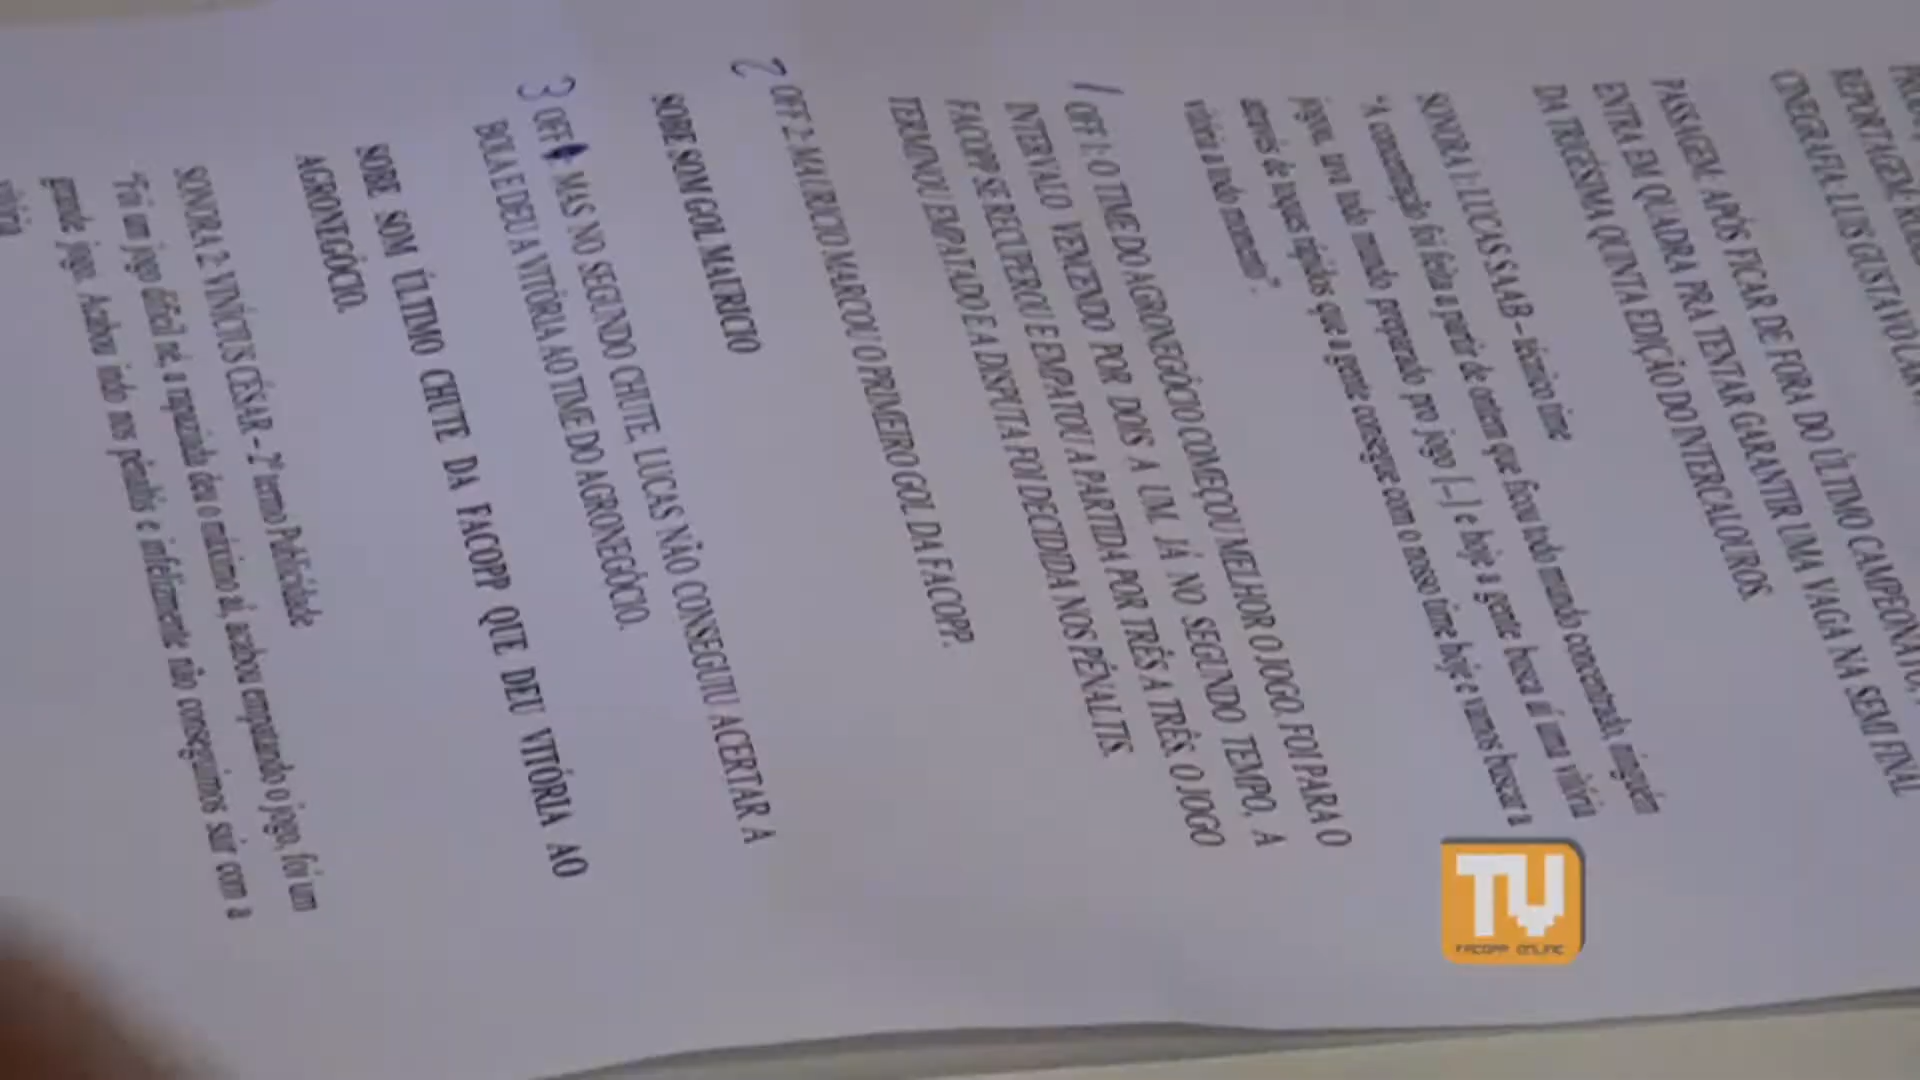 REPORTAGEM:
CINEGRAFIA: LUIS GUSTAVO
PASSAGEM: APÓS FICAR DE FORA DO ÚLTIMO CAMPEONATO,
ENTRA EM QUADRA PRA TENTAR GARANTIR UMA VAGA NA SEMI FINAL
DA TRIGÉSIMA QUINTA EDIÇÃO DO INTERCALOUROS.
SONORA 1: LUCAS SAAB – técnico time
"A concentração foi feita a partir de ontem que ficou todo mundo concentrado, ninguém
jogou, tava todo mundo preparado pro jogo [--] e hoje a gente busca aí uma vitória
através de toques rápidos que a gente consegue com o nosso time hoje e vamos buscar a
vitória a todo momento".
1 OFF 1: O TIME DO AGRONEGÓCIO COMEÇOU MELHOR O JOGO. FOI PARA O
INTERVALO VENCENDO POR DOIS A UM. JÁ NO SEGUNDO TEMPO, A
FACOPP SE RECUPEROU E EMPATOU A PARTIDA POR TRÊS A TRÊS. O JOGO
TERMINOU EMPATADO E A DISPUTA FOI DECIDIDA NOS PÊNALTIS.
2 OFF 2: MAURICIO MARCOU O PRIMEIRO GOL DA FACOPP.
SOBE SOM GOL MAURICIO
3 OFF MAS NO SEGUNDO CHUTE, LUCAS NÃO CONSEGUIU ACERTAR A
BOLA E DEU A VITÓRIA AO TIME DO AGRONEGÓCIO.
SOBE SOM ÚLTIMO CHUTE DA FACOPP QUE DEU VITÓRIA AO
AGRONEGÓCIO.
SONORA 2: VINÍCIUS CÉSAR – 2º termo Publicidade
"Foi um jogo difícil né, a rapaziada deu o máximo aí, acabou empatando o jogo, foi um
grande jogo. Acabou indo nos pênaltis e infelizmente não conseguimos sair com a
vitória
TV
FACOPP ONLINE